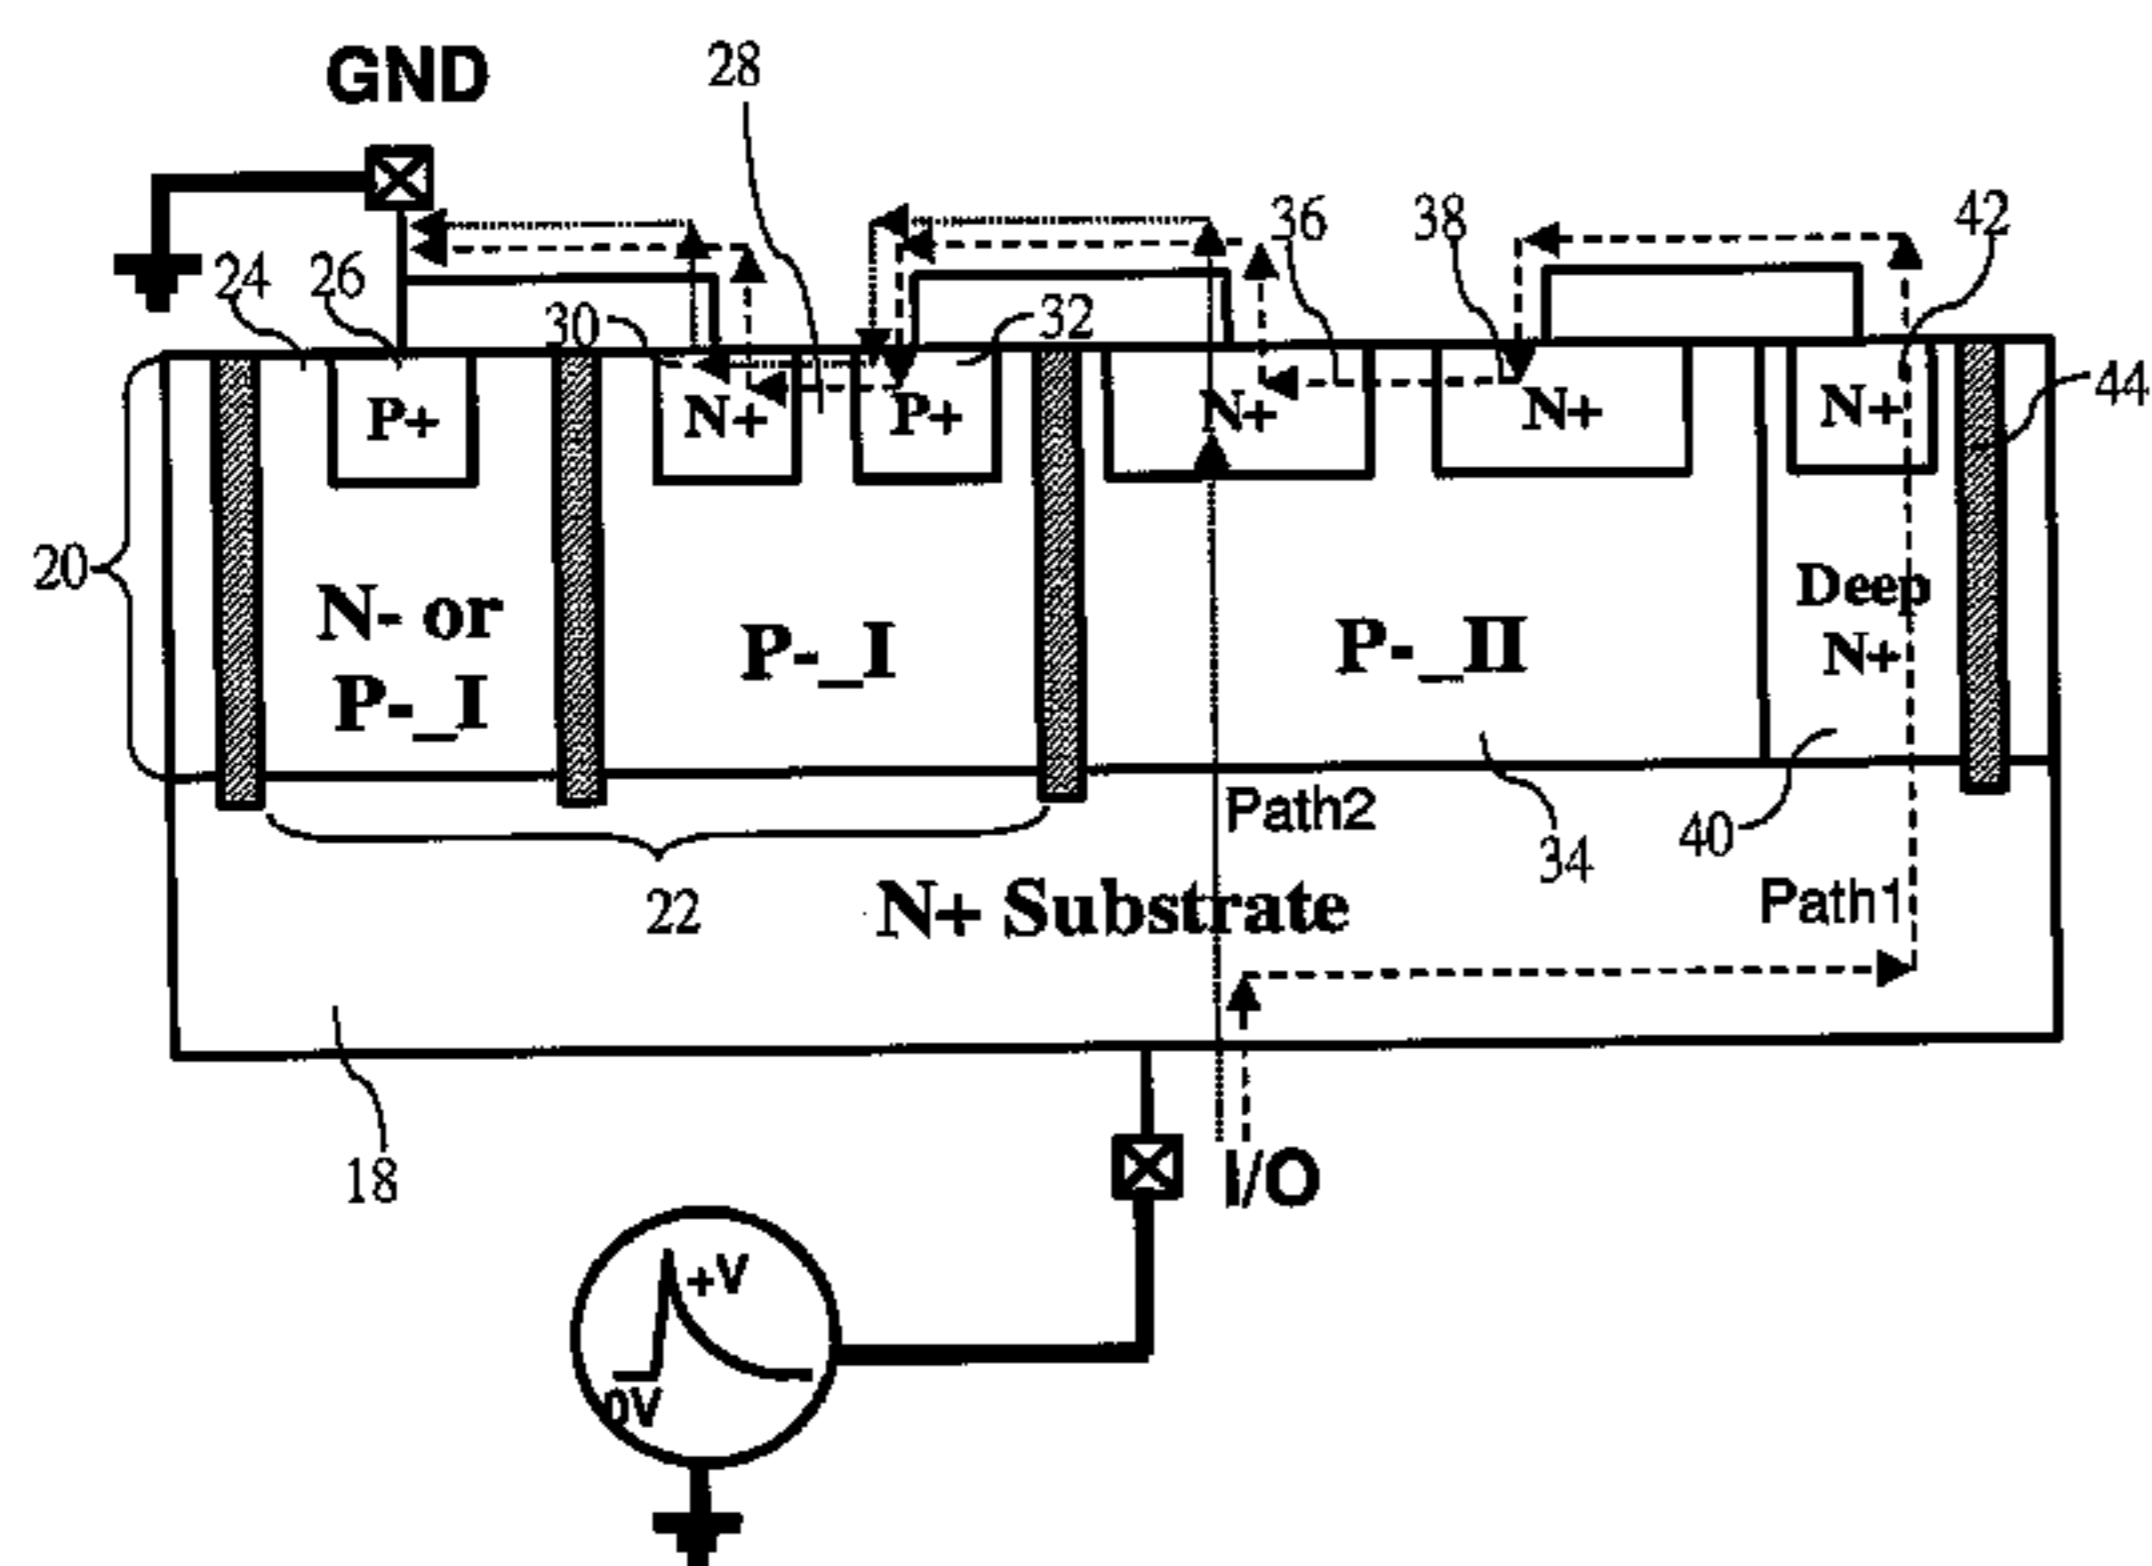 GND
28
24
26
30
32
36
38
42
44
P+
N+
P+
N+
N+
N+
20
N- or
P-_I
P-_I
P-_II
Deep
N+
Path2
34
40
22
N+ Substrate
Path1
18
I/O
+V
0V